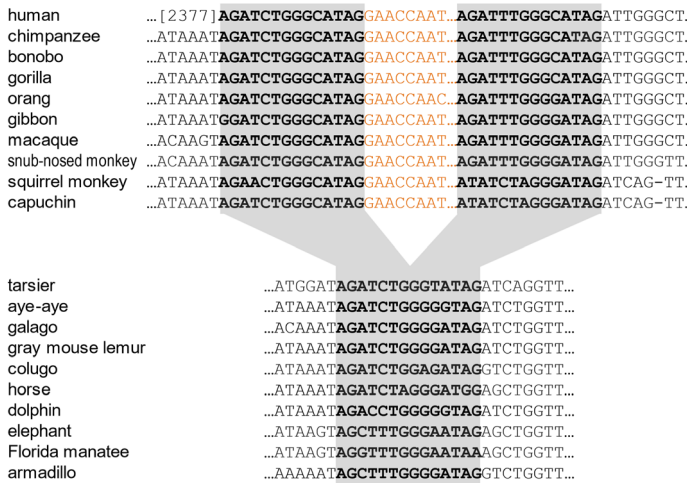 human …[2377]AGATCTGGGCATAGGAACCAAT…AGATTTGGGCATAGATTGGGCT…
chimpanzee …ATAAATAGATCTGGGCATAGGAACCAAT…AGATTTGGGCATAGATTGGGCT…
bonobo …ATAAATAGATCTGGGCATAGGAACCAAT…AGATTTGGGCATAGATTGGGCT…
gorilla …ATAAATAGATCTGGGCATAGGAACCAAT…AGATTTGGGCATAGATTGGGCT…
orang …ATAAATAGATCTGGGCATAGGAACCAAC…AGATTTGGGGATAGATTGGGCT…
gibbon …ATAAATGGATCTGGGCATAGGAACCAAT…AGATTTGGGGATAGATTGGGCT…
macaque …ACAAGTAGATCTGGGCATAGGAACCAAT…AGATTTGGGGATAGATTGGGCT…
snub-nosed monkey …ACAAATAGATCTGGGCATAGGAACCAAT…AGATTTGGGGATAGATTGGGTT…
squirrel monkey …ATAAATAGAACTGGGCATAGGAACCAAT…ATATCTAGGGATAGATCAG-TT…
capuchin …ATAAATAGATCTGGGCATAGGAACCAAT…ATATCTAGGGATAGATCAG-TT…
tarsier …ATGGATAGATCTGGGTATAGATCAGGTT…
aye-aye …ATAAATAGATCTGGGGGTAGATCTGGTT…
galago …ACAAATAGATCTGGGGATAGATCTGGTT…
gray mouse lemur …ATAAATAGATCTGGGGATAGATCTGGTT…
colugo …ATAAATAGATCTGGAGATAGGTCTGGTT…
horse …ATAAATAGATCTAGGGATGGAGCTGGTT…
dolphin …ATAAATAGACCTGGGGGTAGATCTGGTT…
elephant …ATAAGTAGCTTTGGGAATAGAGCTGGTT…
Florida manatee …ATAAGTAGGTTTGGGAATAAAGCTGGTT…
armadillo …AAAAATAGCTTTGGGGATAGGTCTGGTT…